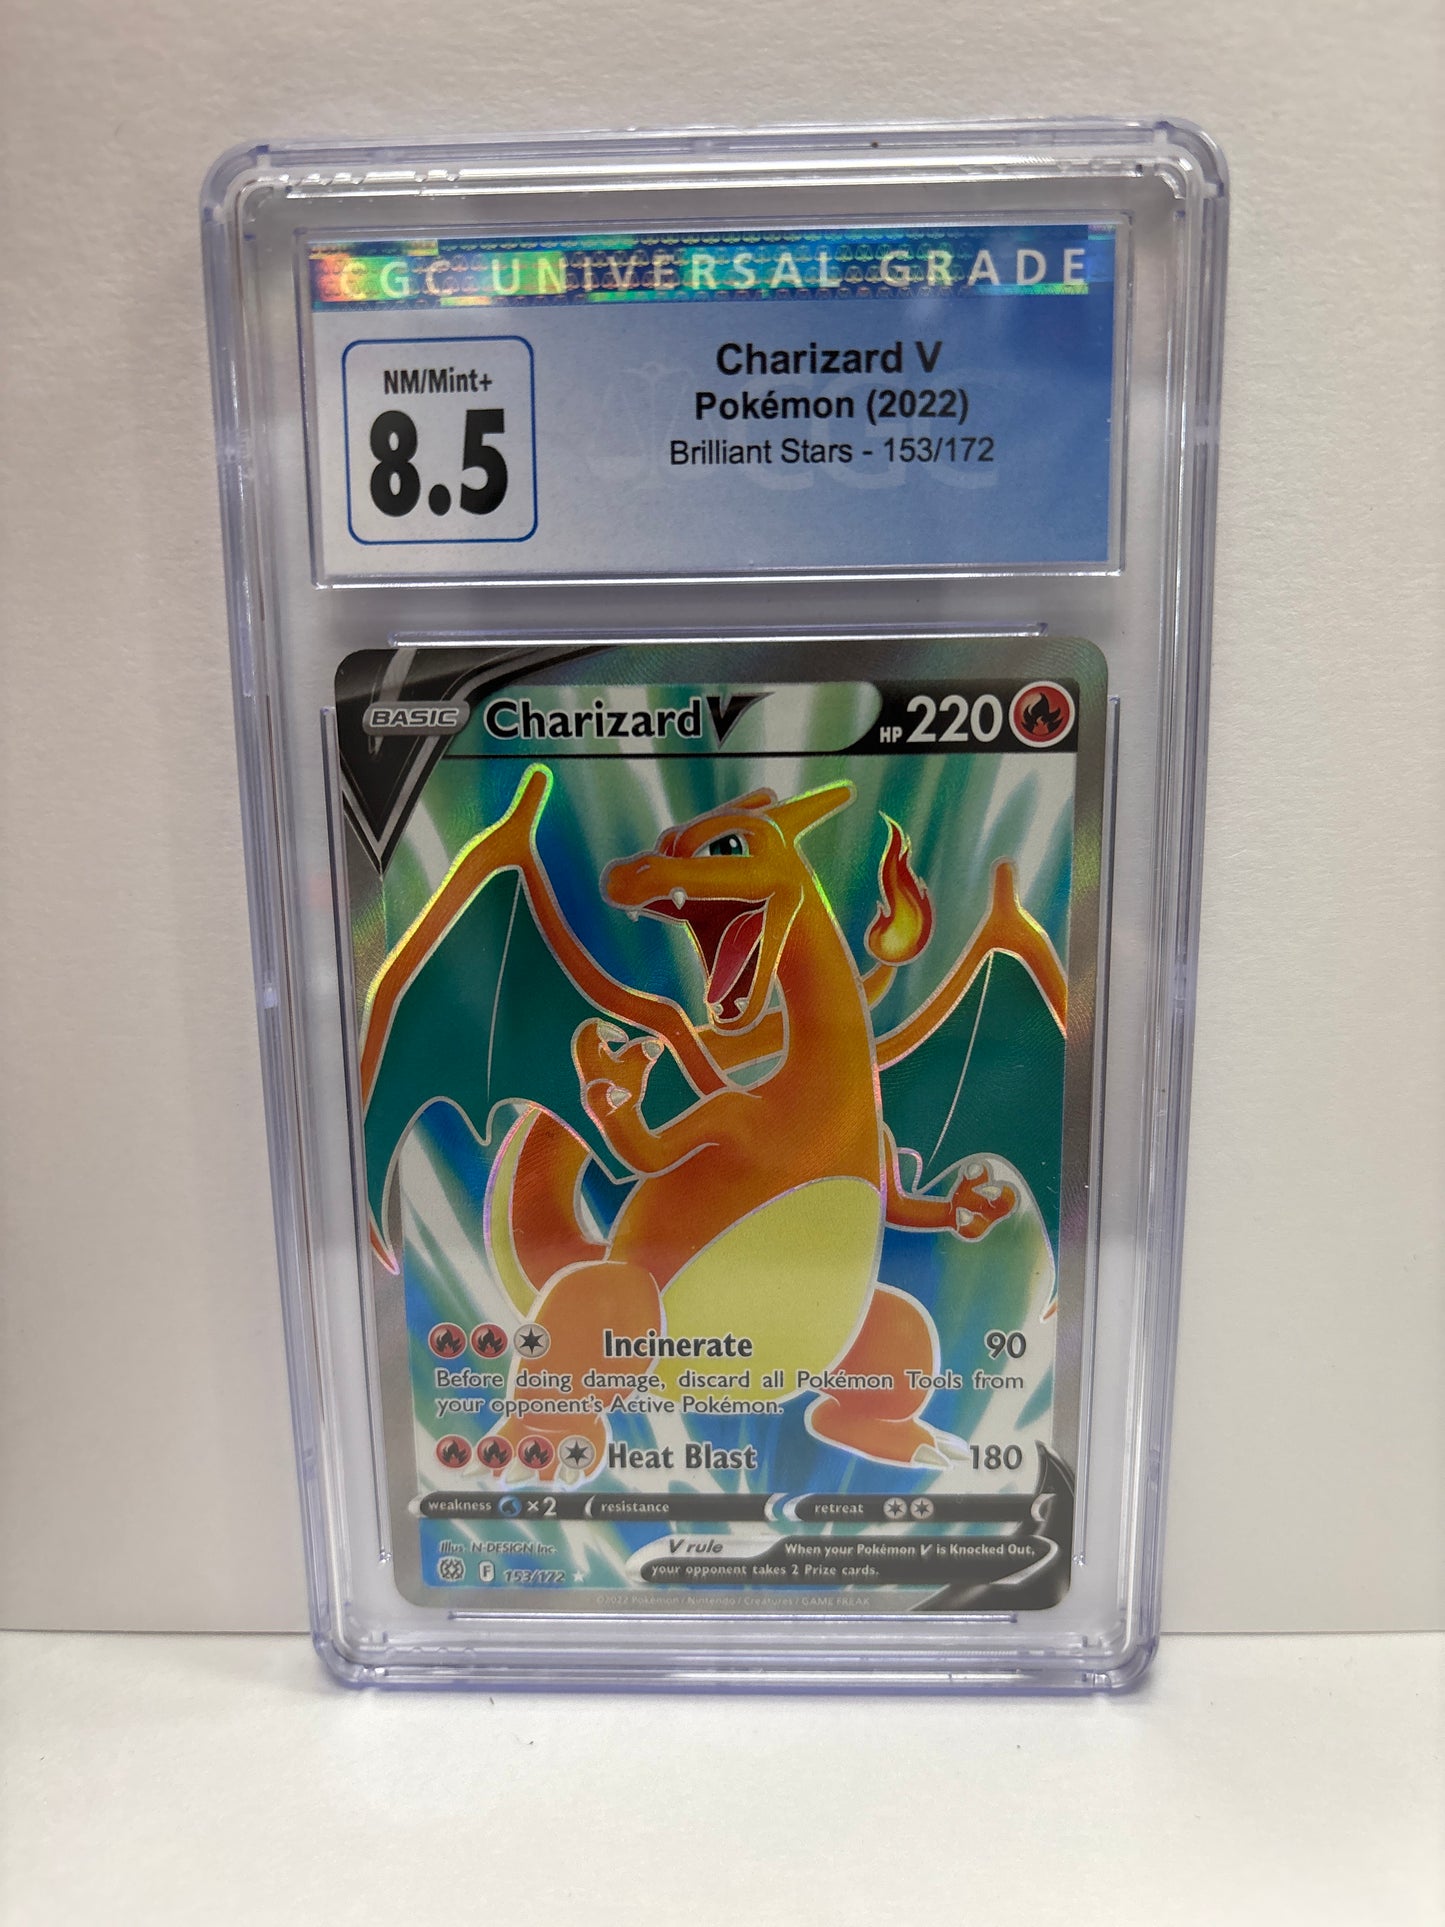 CGC UNIVERSAL GRADE
NM/Mint+
8.5
Charizard V
Pokémon (2022)
Brilliant Stars - 153/172
CGC
BASIC Charizard V HP 220
Incinerate 90
Before doing damage, discard all Pokémon Tools from
your opponent's Active Pokémon.
Heat Blast 180
weakness ×2 resistance retreat
Illus. N-DESIGN Inc.
V rule When your Pokémon V is Knocked Out,
your opponent takes 2 Prize cards.
F 153/172
©2022 Pokémon / Nintendo / Creatures / GAME FREAK